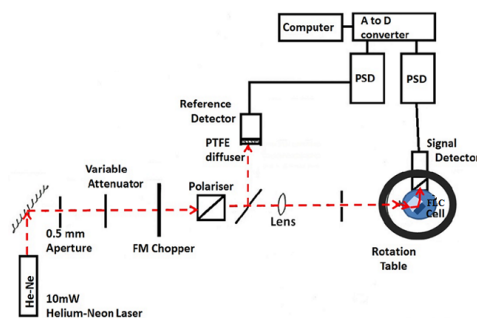 Computer
A to D
converter
PSD
PSD
Reference
Detector
PTFE
diffuser
Signal
Detector
Variable
Attenuator
Polariser
FLC
Cell
0.5 mm
Aperture
FM Chopper
Lens
Rotation
Table
He-Ne
10mW
Helium-Neon Laser